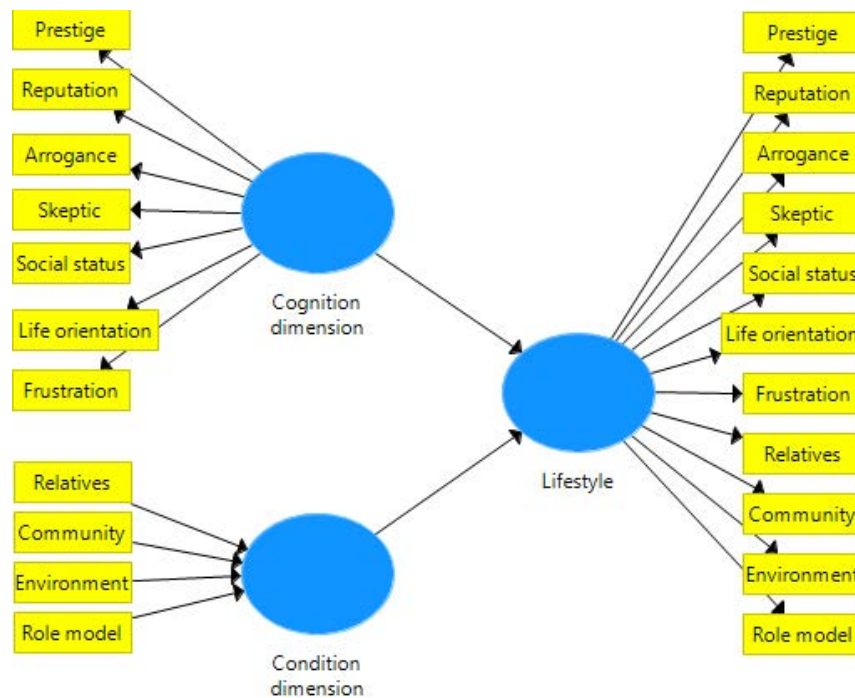 Prestige
Reputation
Arrogance
Skeptic
Social status
Life orientation
Frustration
Cognition
dimension
Relatives
Community
Environment
Role model
Condition
dimension
Lifestyle
Prestige
Reputation
Arrogance
Skeptic
Social status
Life orientation
Frustration
Relatives
Community
Environment
Role model